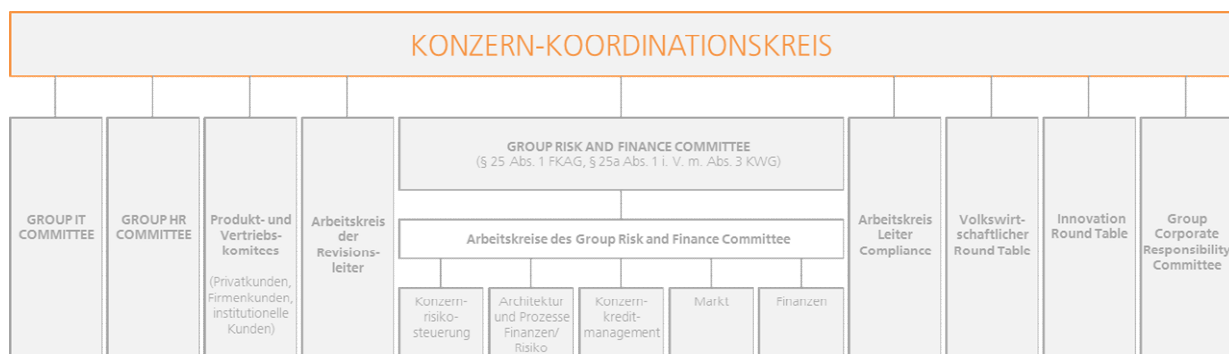 KONZERN-KOORDINATIONSKREIS
GROUP IT
COMMITTEE
GROUP HR
COMMITTEE
Produkt- und
Vertriebs-
komitees
(Privatkunden,
Firmenkunden,
institutionelle
Kunden)
Arbeitskreis
der
Revisions-
leiter
GROUP RISK AND FINANCE COMMITTEE
(§ 25 Abs. 1 FKAG, § 25a Abs. 1 i. V. m. Abs. 3 KWG)
Arbeitskreise des Group Risk and Finance Committee
Konzern-
risiko-
steuerung
Architektur
und Prozesse
Finanzen/
Risiko
Konzern-
kredit-
management
Markt
Finanzen
Arbeitskreis
Leiter
Compliance
Volkswirt-
schaftlicher
Round Table
Innovation
Round Table
Group
Corporate
Responsibility
Committee